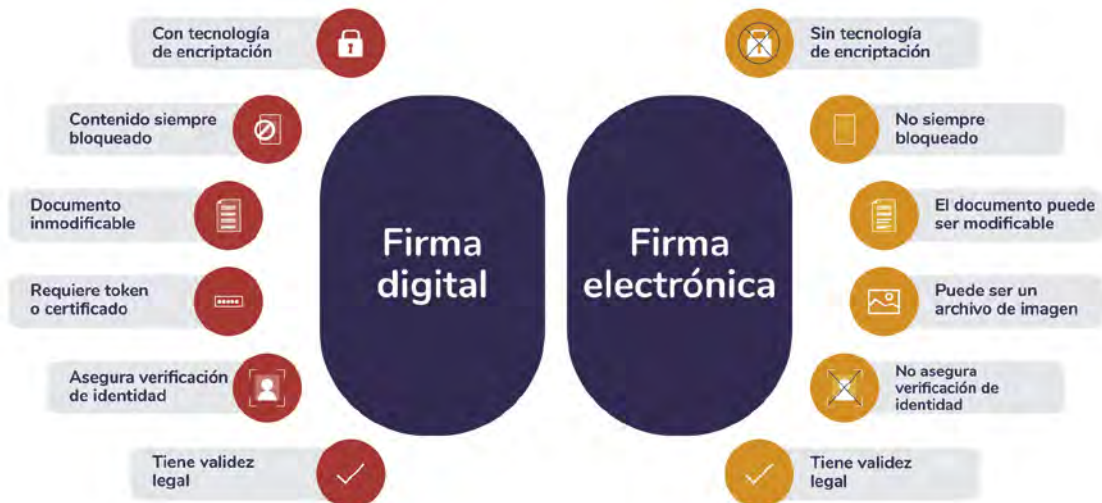 Con tecnología
de encriptación
Contenido siempre
bloqueado
Documento
inmodificable
Requiere token
o certificado
Asegura verificación
de identidad
Tiene validez
legal
Firma
digital
Firma
electrónica
Sin tecnología
de encriptación
No siempre
bloqueado
El documento puede
ser modificable
Puede ser un
archivo de imagen
No asegura
verificación de
identidad
Tiene validez
legal